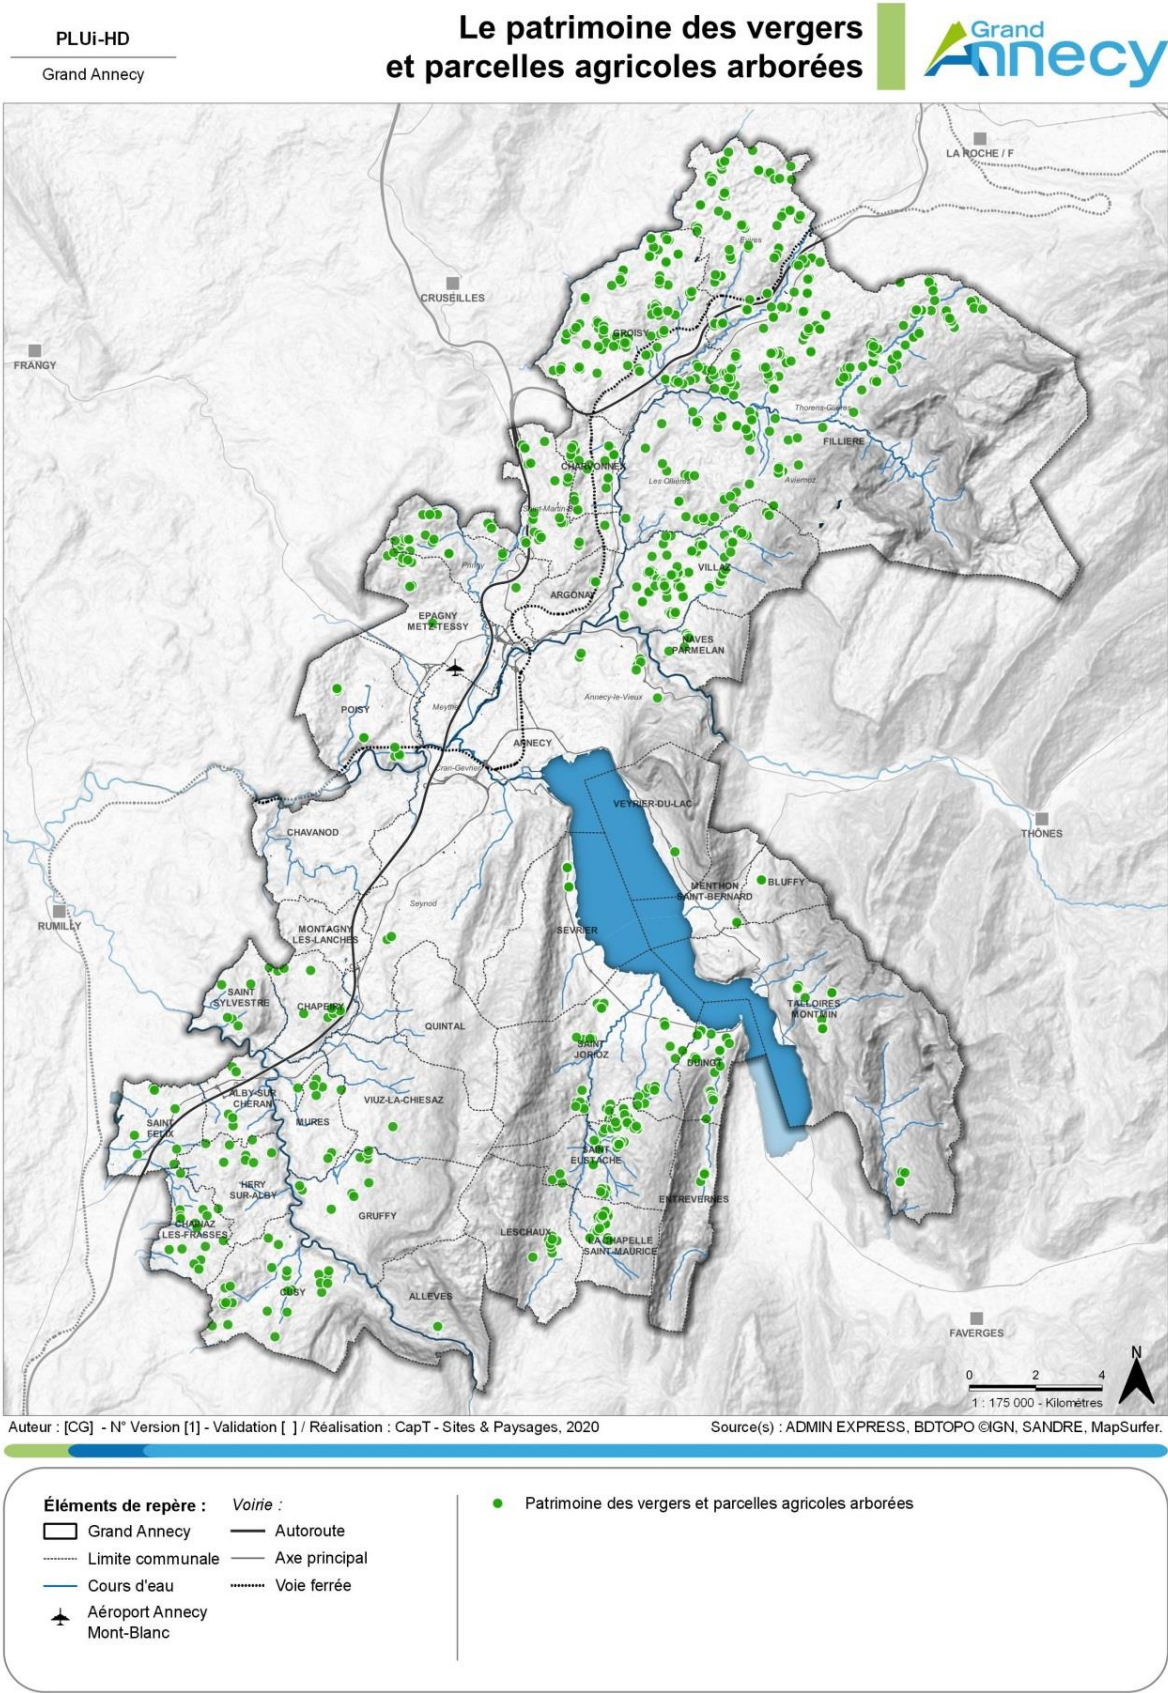 PLUi-HD
Grand Annecy
Le patrimoine des vergers
et parcelles agricoles arborées
Grand
Annecy
LA ROCHE / F
Evires
CRUSEILLES
GROISY
FRANGY
Thorens-Glières
FILLIERE
CHARVONNEX
Les Ollières
Aviernoz
Saint-Martin-B
Pringy
VILLAZ
ARGONAY
EPAGNY
METZ-TESSY
NAVES
PARMELAN
Annecy-le-Vieux
POISY
Meythet
ANNECY
Cran-Gevrier
VEYRIER-DU-LAC
CHAVANOD
THÔNES
MENTHON
SAINT-BERNARD
BLUFFY
Seynod
RUMILLY
MONTAGNY
LES-LANCHES
SEVRIER
SAINT
SYLVESTRE
CHAPEIRY
TALLOIRES
MONTMIN
QUINTAL
SAINT
JORIOZ
DUINGT
ALBY-SUR
CHERAN
VIUZ-LA-CHIESAZ
SAINT
FELIX
MURES
SAINT
EUSTACHE
HERY
SUR-ALBY
ENTREVERNES
GRUFFY
CHAINAZ
LES-FRASSES
LESCHAUX
LA CHAPELLE
SAINT-MAURICE
CUSY
ALLEVES
FAVERGES
N
0 2 4
1 : 175 000 - Kilomètres
Auteur : [CG] - N° Version [1] - Validation [ ] / Réalisation : CapT - Sites & Paysages, 2020
Source(s) : ADMIN EXPRESS, BDTOPO ©IGN, SANDRE, MapSurfer.
Éléments de repère :
Grand Annecy
Limite communale
Cours d'eau
Aéroport Annecy
Mont-Blanc
Voirie :
Autoroute
Axe principal
Voie ferrée
Patrimoine des vergers et parcelles agricoles arborées